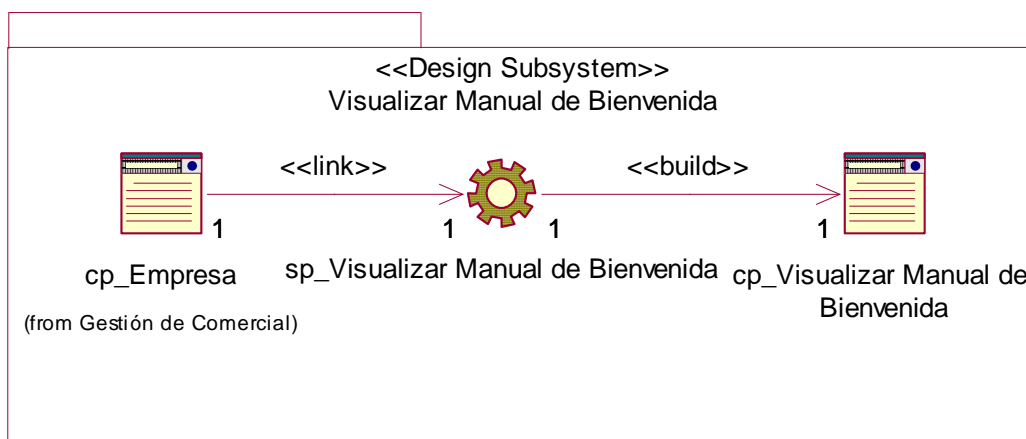 <<Design Subsystem>>
Visualizar Manual de Bienvenida
<<link>>
<<build>>
1
1
1
1
cp_Empresa
sp_Visualizar Manual de Bienvenida
cp_Visualizar Manual de
Bienvenida
(from Gestión de Comercial)